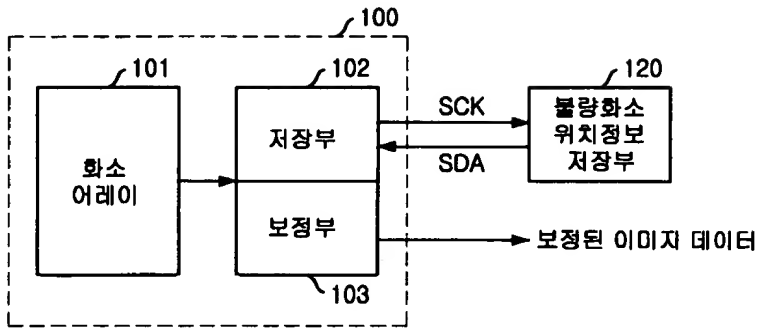 100
101
102
120
화소
어레이
저장부
보정부
103
SCK
SDA
불량화소
위치정보
저장부
보정된 이미지 데이터